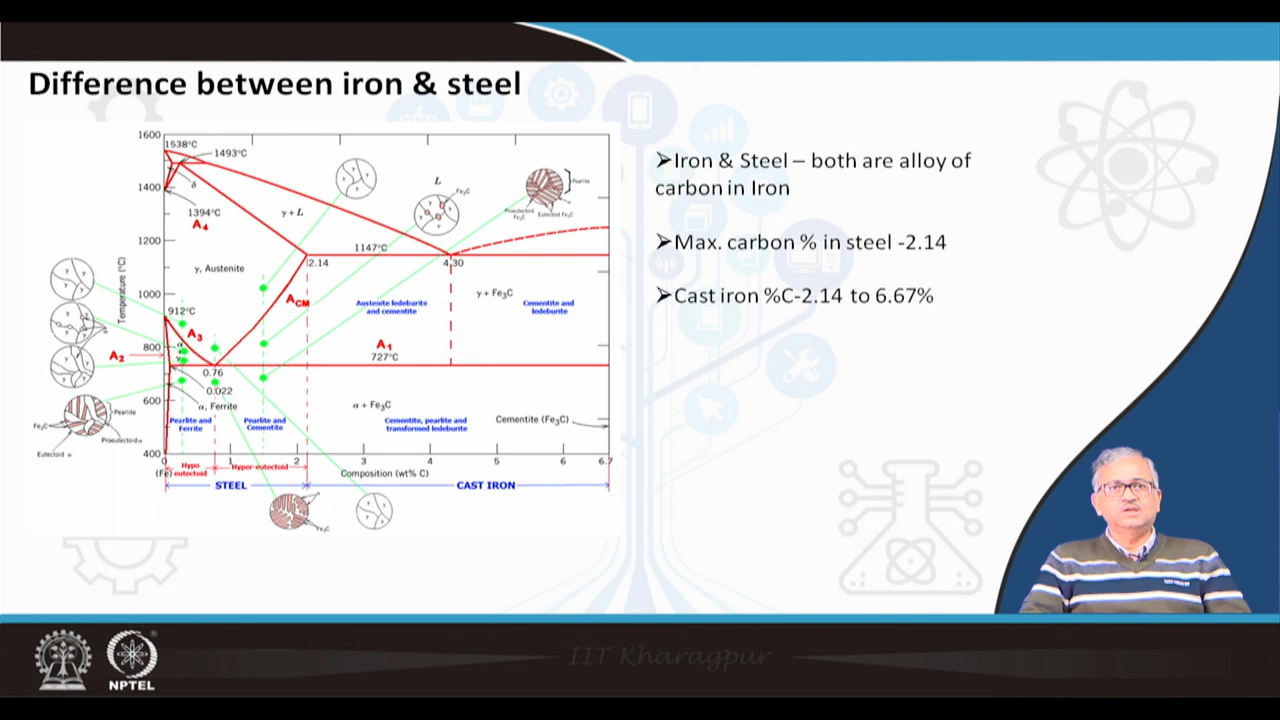 Difference between iron & steel
1600
1538°C
1493°C
1400
δ
1394°C
A4
γ + L
L
Fe₃C
Pearlite
Proeutectoid Fe₃C
Eutectoid Fe₃C
1200
1147°C
2.14
4.30
γ, Austenite
γ + Fe₃C
1000
ACM
Austenite ledeburite
and cementite
Cementite and
ledeburite
Temperature (°C)
912°C
A3
800
A2
A1
727°C
0.76
0.022
600
α, Ferrite
α + Fe₃C
Pearlite and
Ferrite
Pearlite and
Cementite
Cementite, pearlite and
transformed ledeburite
Cementite (Fe₃C)
Pearlite
Fe₃C
Proeutectoid α
Eutectoid α
400
0
1
2
3
4
5
6
6.7
(Fe)
Hypo
eutectoid
Hyper eutectoid
Composition (wt% C)
STEEL
CAST IRON
Fe₃C
➢Iron & Steel – both are alloy of
carbon in Iron
➢Max. carbon % in steel -2.14
➢Cast iron %C-2.14 to 6.67%
IIT Kharagpur
NPTEL